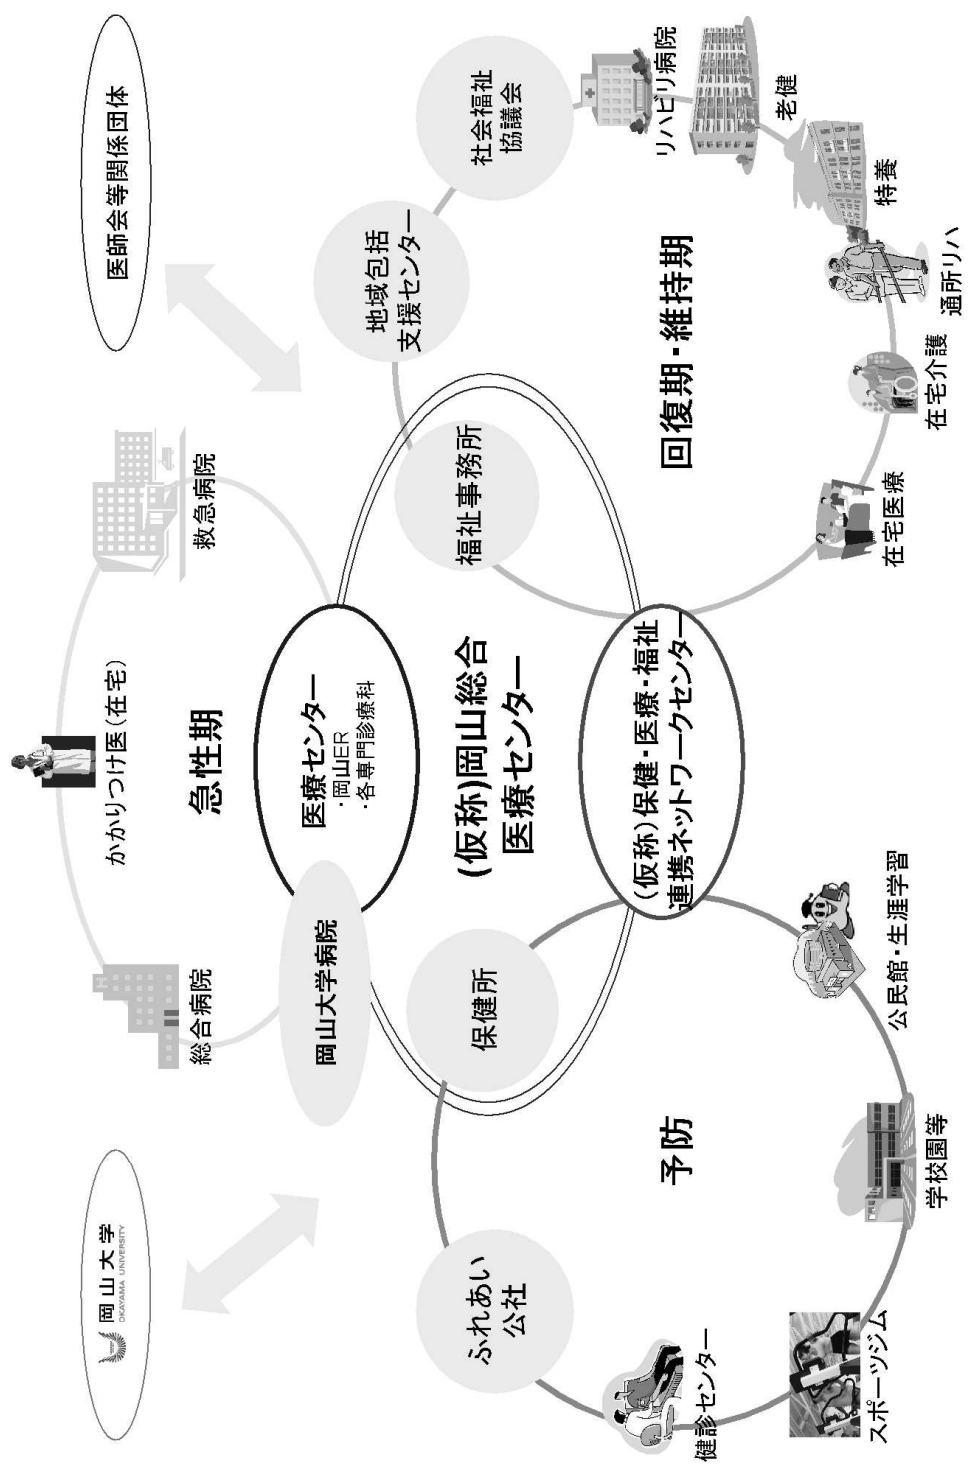 岡山大学
OKAYAMA UNIVERSITY
医師会等関係団体
かかりつけ医(在宅)
総合病院
救急病院
急性期
岡山大学病院
医療センター
・岡山ER
・各専門診療科
(仮称)岡山総合
医療センター
保健所
福祉事務所
地域包括
支援センター
社会福祉
協議会
ふれあい
公社
(仮称)保健・医療・福祉
連携ネットワークセンター
予防
回復期・維持期
健診センター
スポーツジム
学校園等
公民館・生涯学習
リハビリ病院
老健
特養
通所リハ
在宅介護
在宅医療